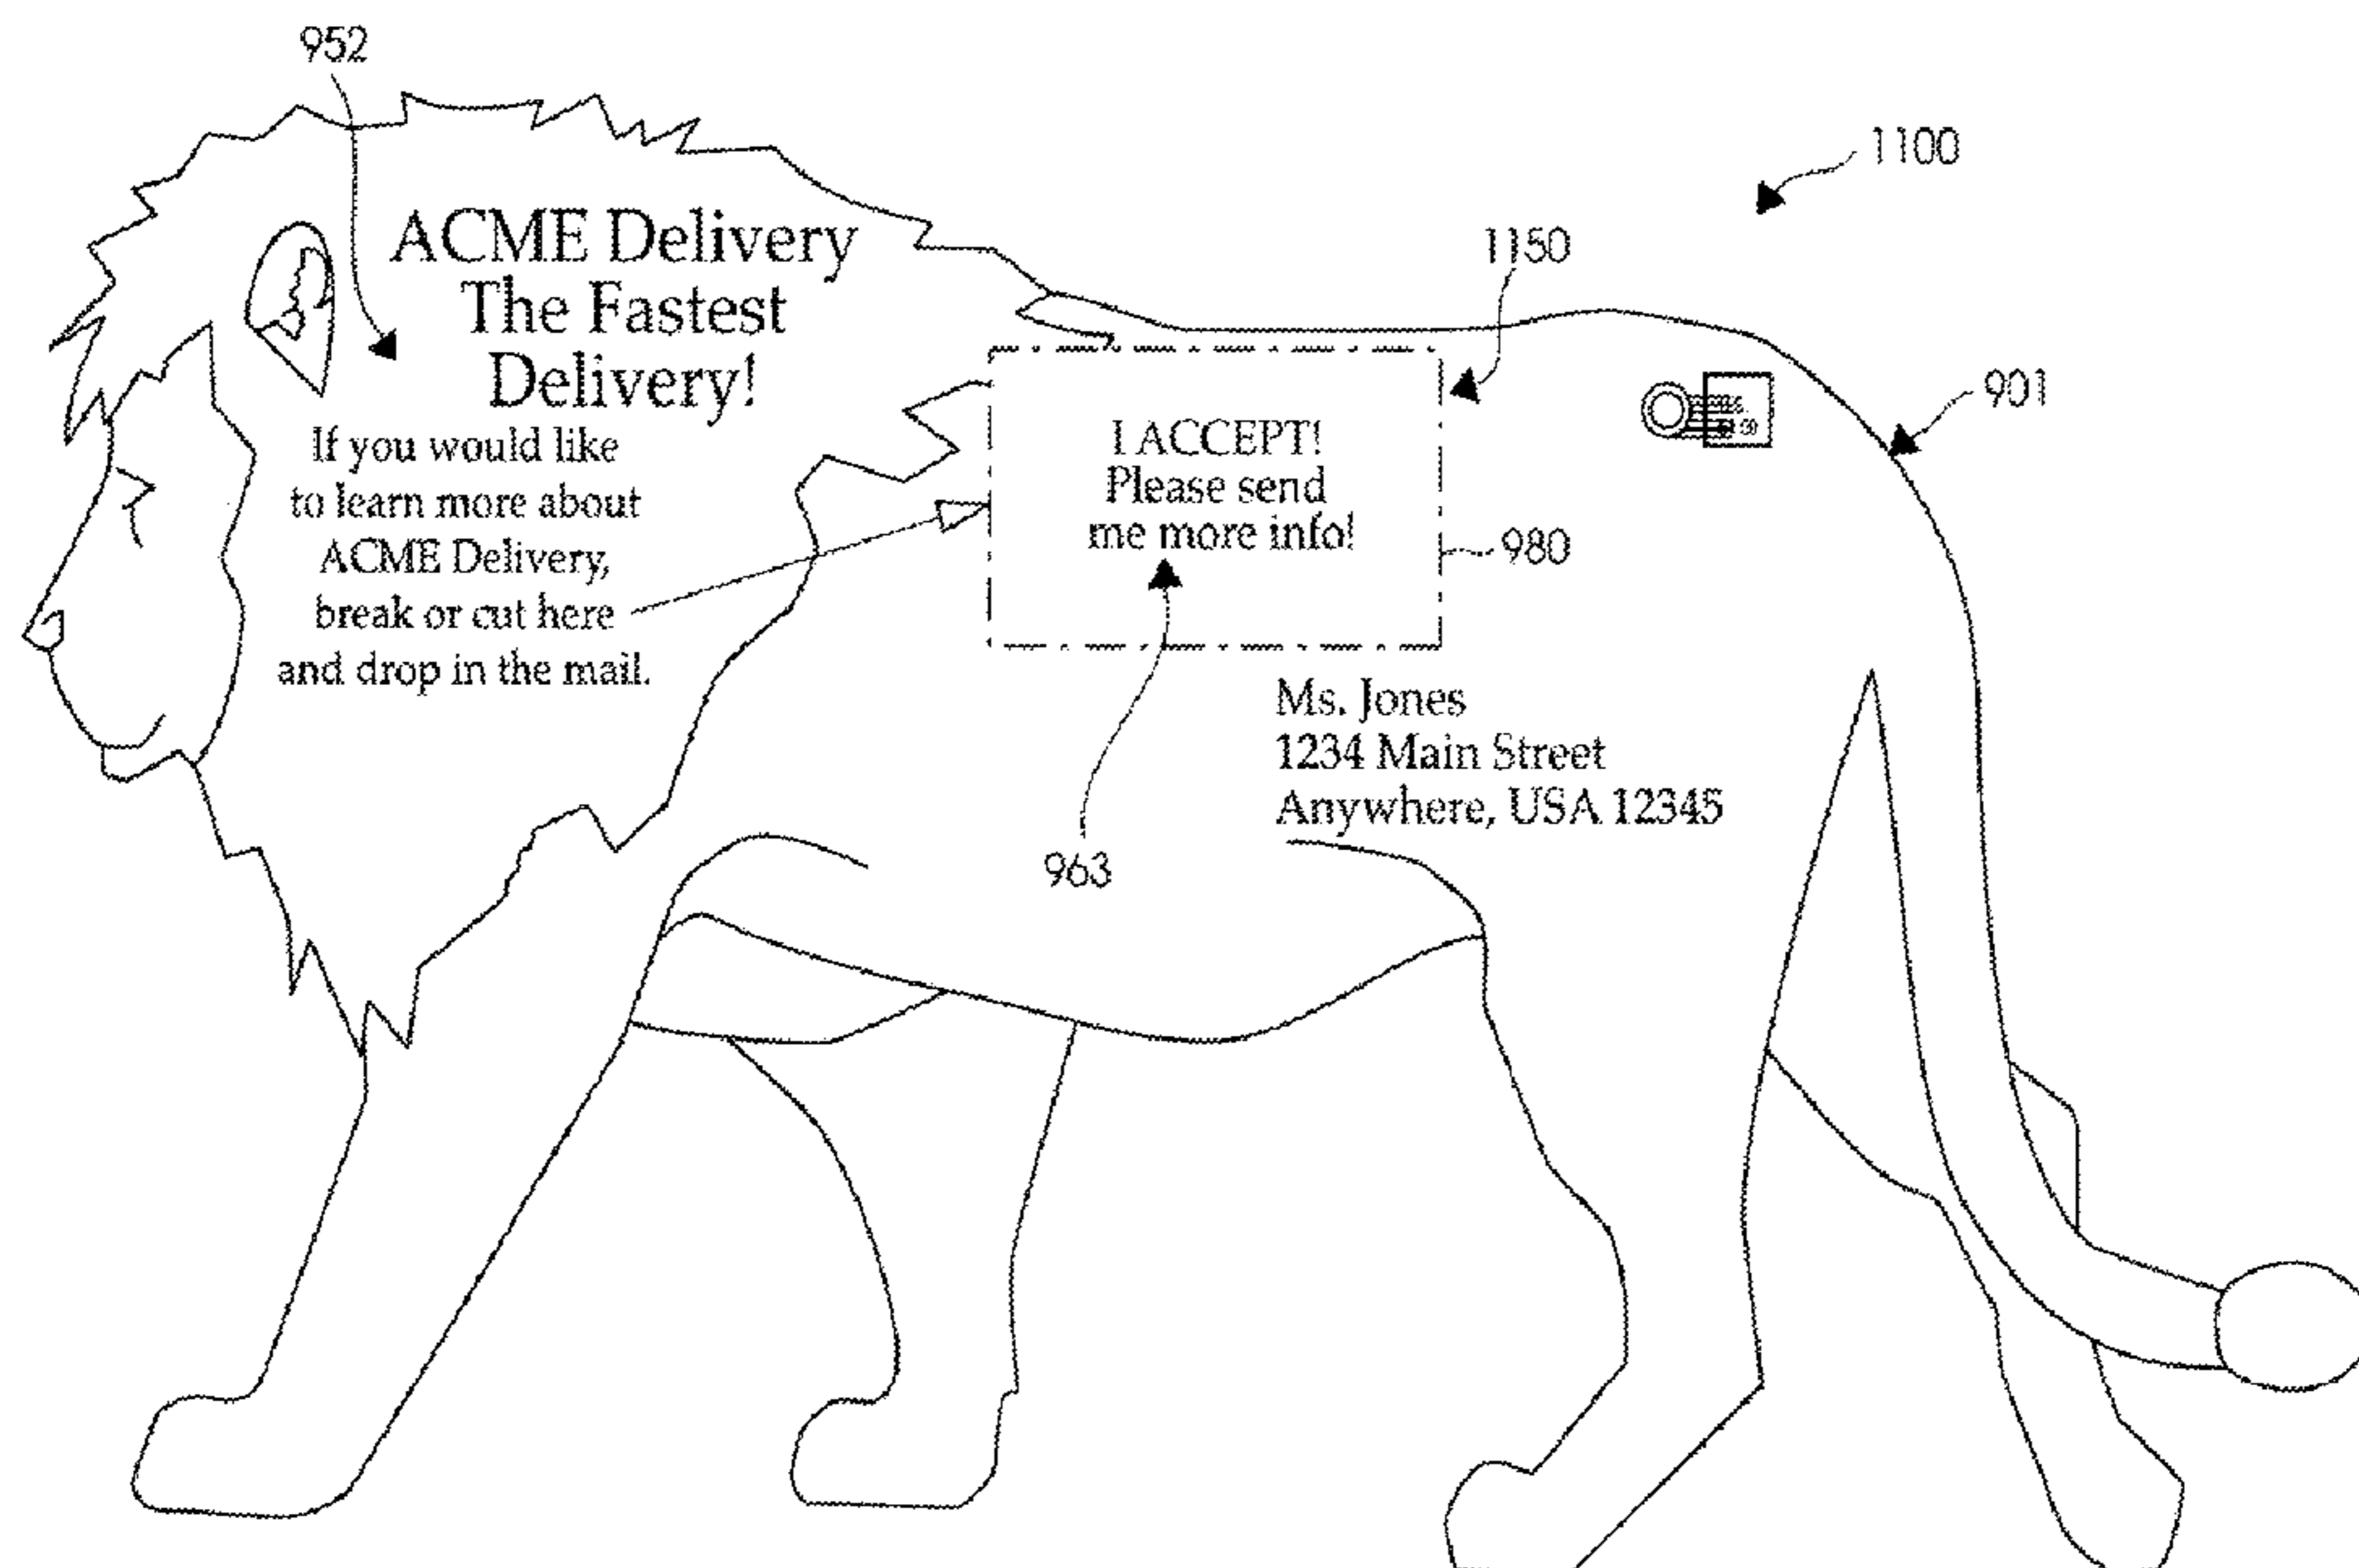 952
1100
ACME Delivery
The Fastest
Delivery!
1150
901
If you would like
to learn more about
ACME Delivery,
break or cut here
and drop in the mail.
I ACCEPT!
Please send
me more info!
980
Ms. Jones
1234 Main Street
Anywhere, USA 12345
963